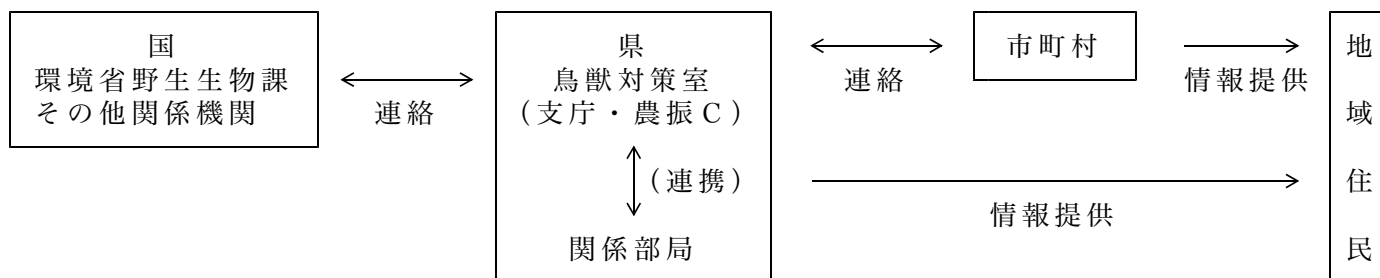 国
環境省野生生物課
その他関係機関
連絡
県
鳥獣対策室
(支庁・農振C)
(連携)
関係部局
連絡
市町村
情報提供
情報提供
地域住民